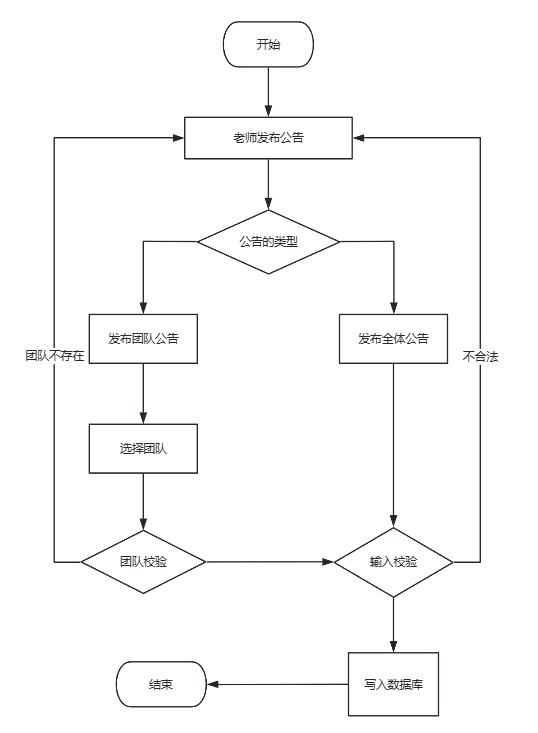 开始
老师发布公告
公告的类型
发布团队公告
发布全体公告
团队不存在
不合法
选择团队
团队校验
输入校验
结束
写入数据库